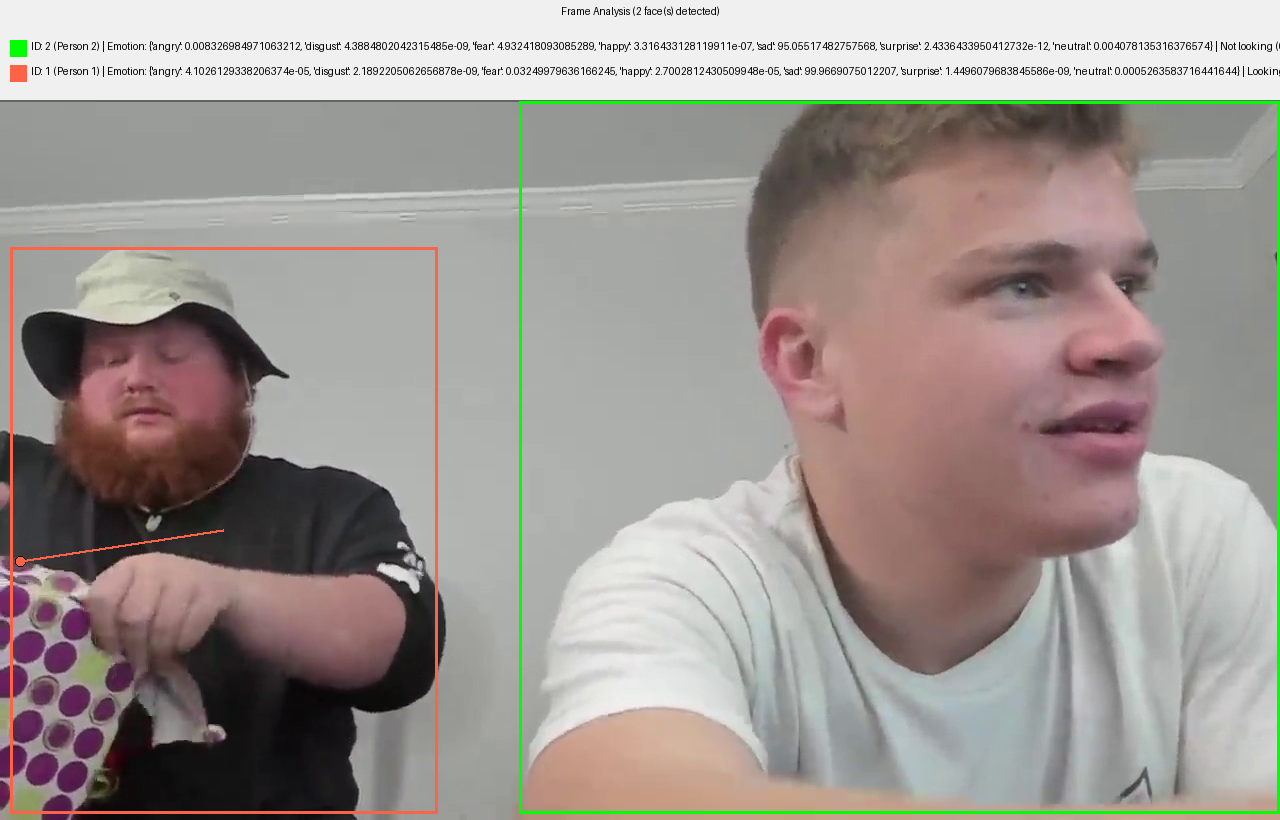 Frame Analysis (2 face(s) detected)
ID: 2 (Person 2) | Emotion: {'angry': 0.008326984971063212, 'disgust': 4.3884802042315485e-09, 'fear': 4.932418093085289, 'happy': 3.316433128119911e-07, 'sad': 95.05517482757568, 'surprise': 2.4336433950412732e-12, 'neutral': 0.004078135316376574} | Not looking (
ID: 1 (Person 1) | Emotion: {'angry': 4.1026129338206374e-05, 'disgust': 2.1892205062656878e-09, 'fear': 0.03249979636166245, 'happy': 2.7002812430509948e-05, 'sad': 99.9669075012207, 'surprise': 1.4496079683845586e-09, 'neutral': 0.0005263583716441644} | Looking